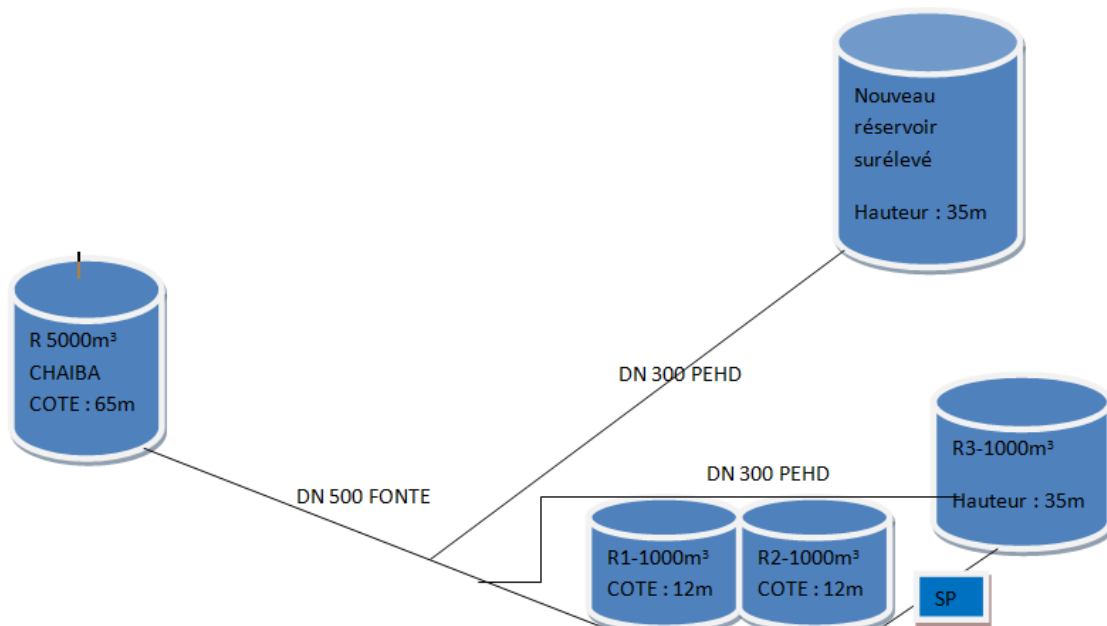 Nouveau
réservoir
surélevé
Hauteur : 35m
R 5000m³
CHAIBA
COTE : 65m
DN 300 PEHD
DN 500 FONTE
DN 300 PEHD
R3-1000m³
Hauteur : 35m
R1-1000m³
COTE : 12m
R2-1000m³
COTE : 12m
SP